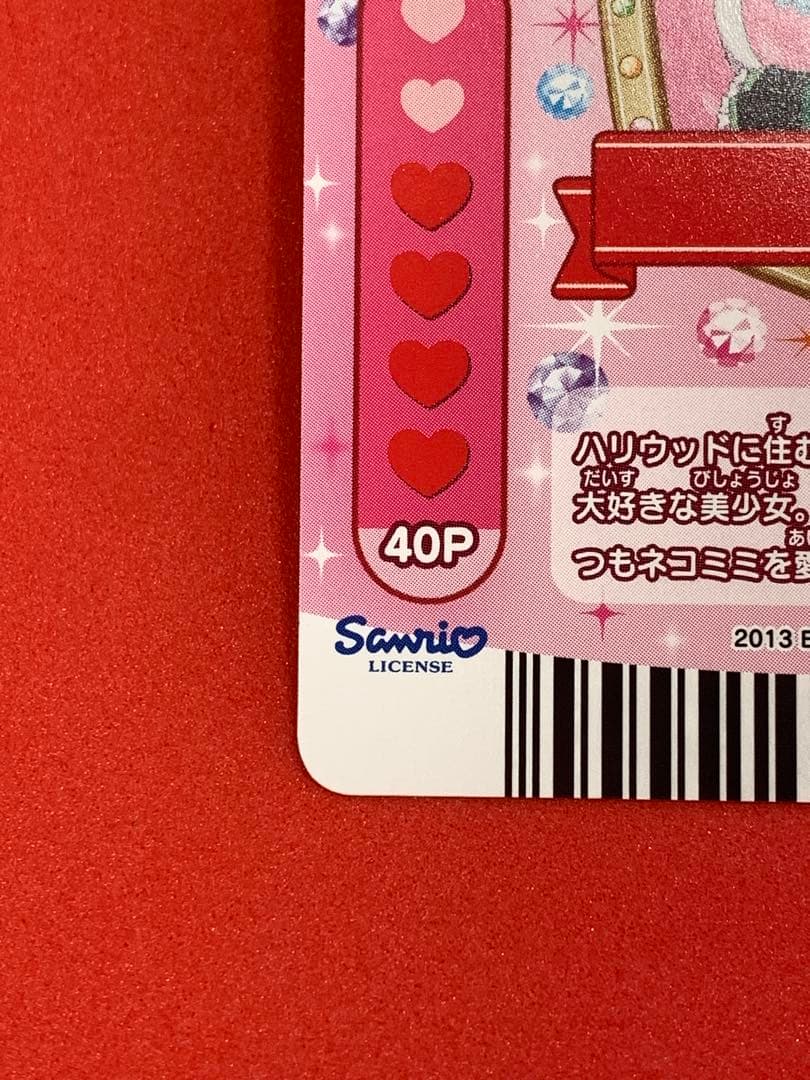 ハリウッドに住む
大好きな美少女。
つもネコミミを愛
40P
Sanrio
LICENSE
2013